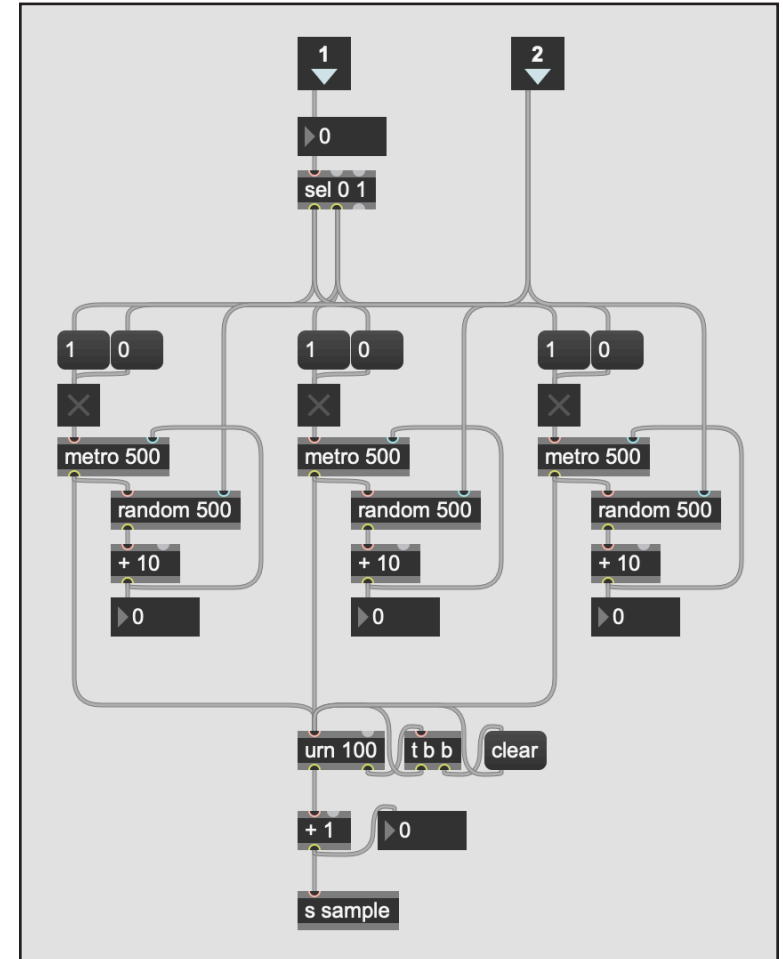 1 2
0
sel 0 1
1 0 1 0 1 0
metro 500 metro 500 metro 500
random 500 random 500 random 500
+ 10 + 10 + 10
0 0 0
urn 100 t b b clear
+ 1 0
s sample